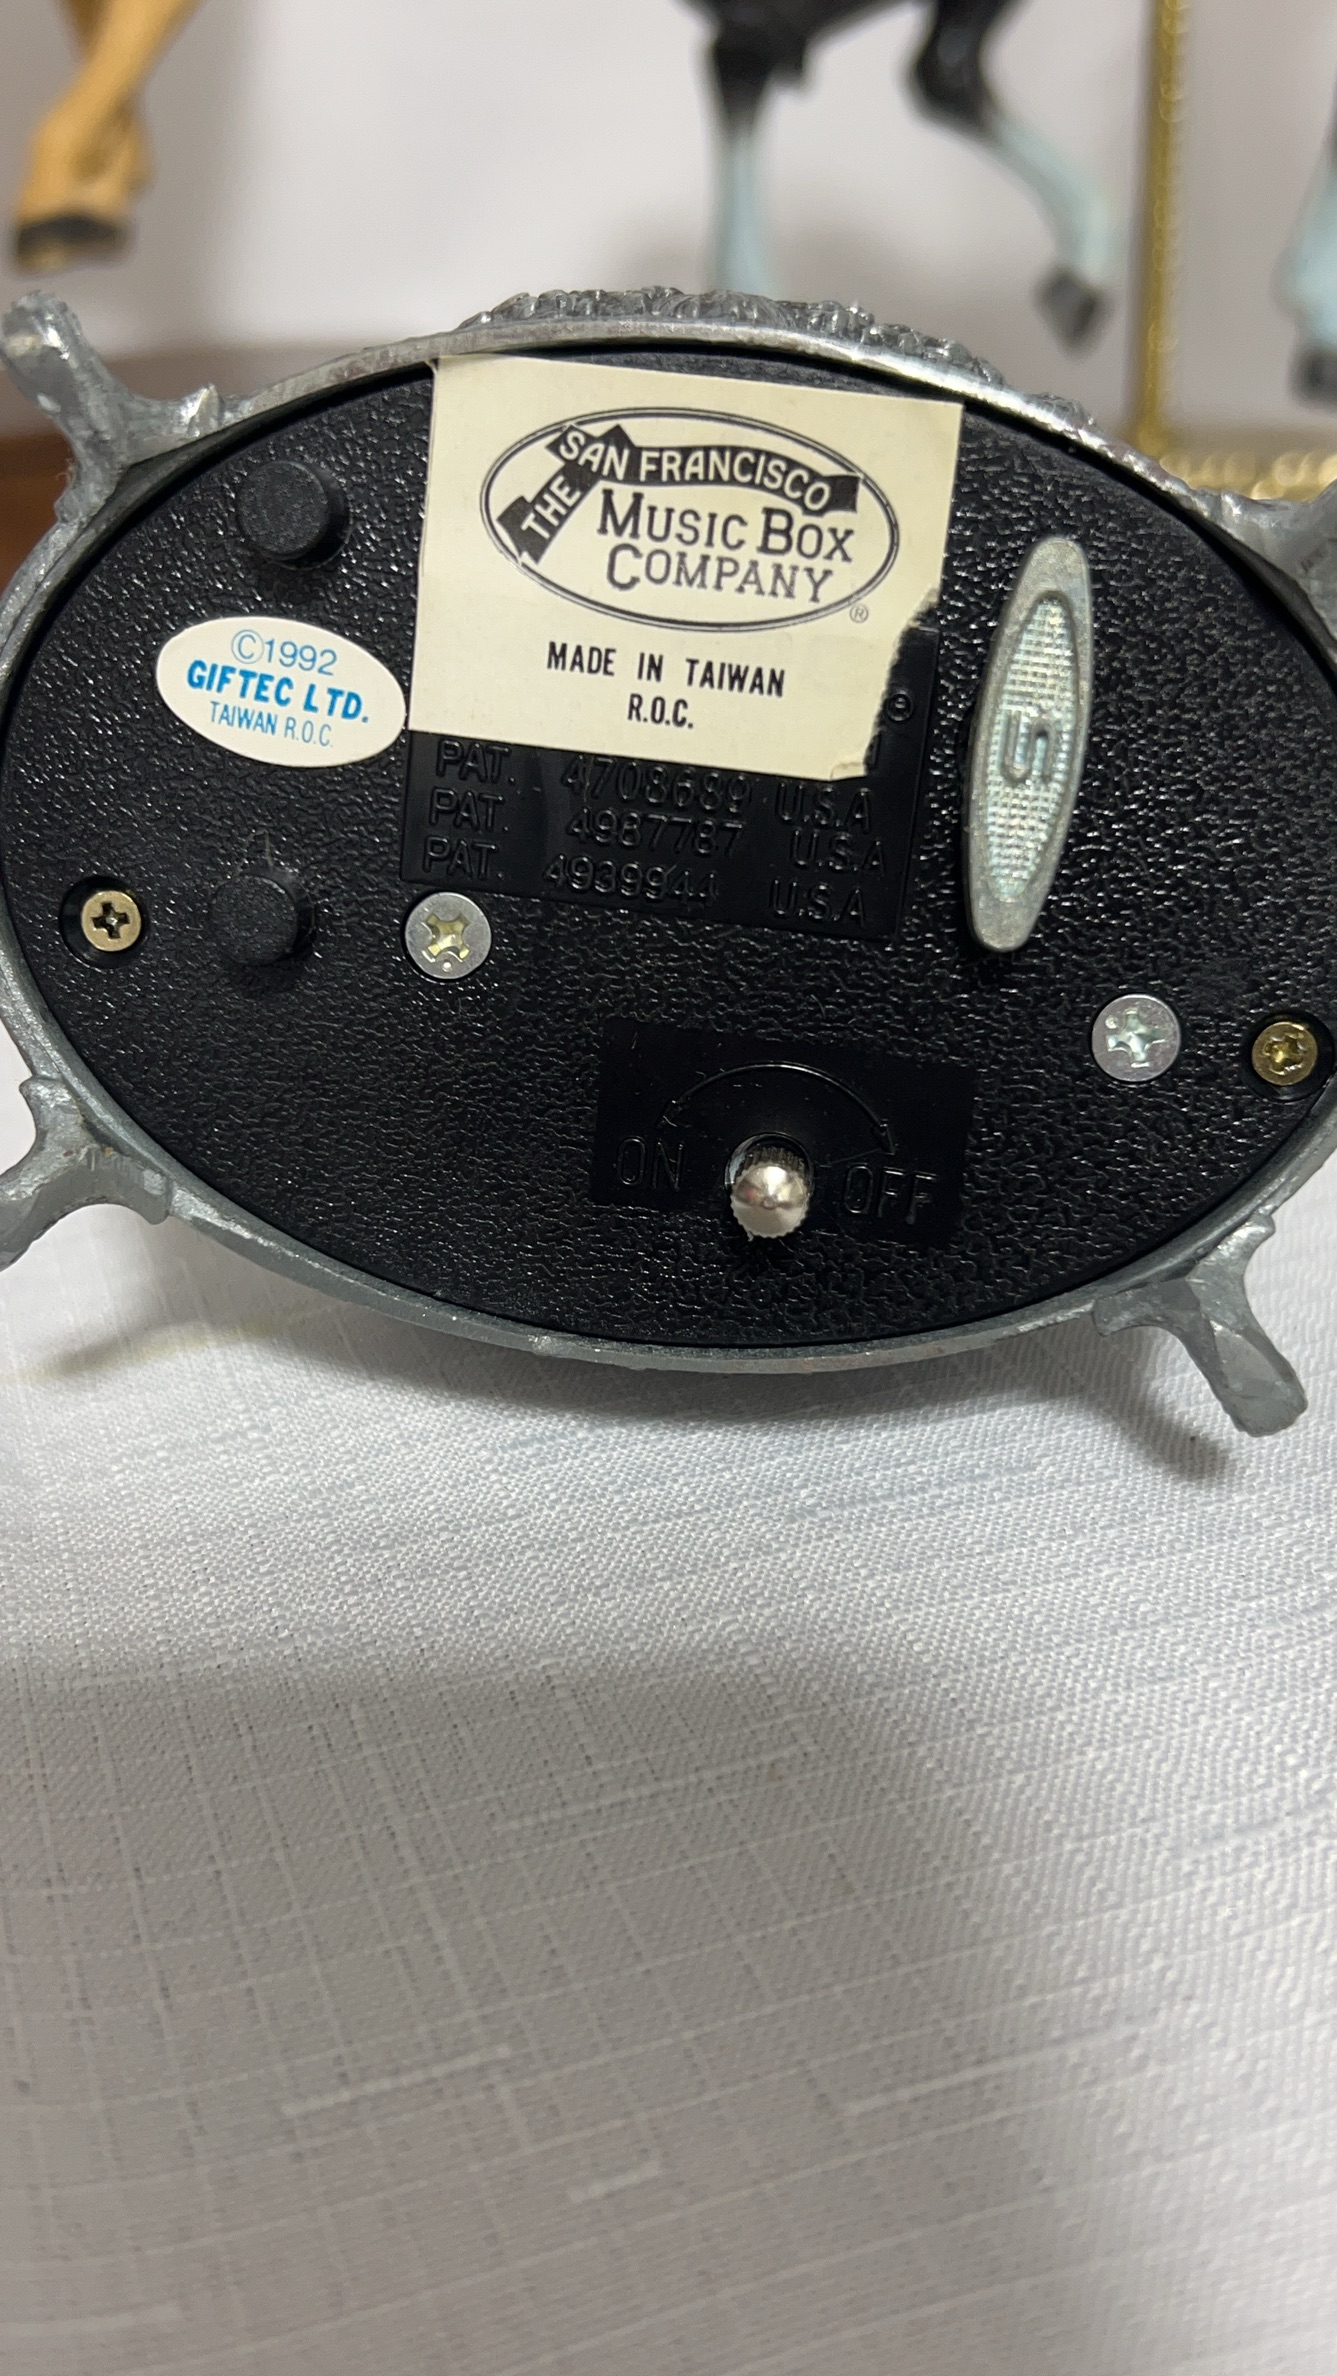 THE
SAN FRANCISCO
MUSIC BOX
COMPANY
®
MADE IN TAIWAN
R.O.C.
©1992
GIFTEC LTD.
TAIWAN R.O.C.
PAT. 4708689 U.S.A
PAT. 4987787 U.S.A
PAT. 4939944 U.S.A
ON OFF